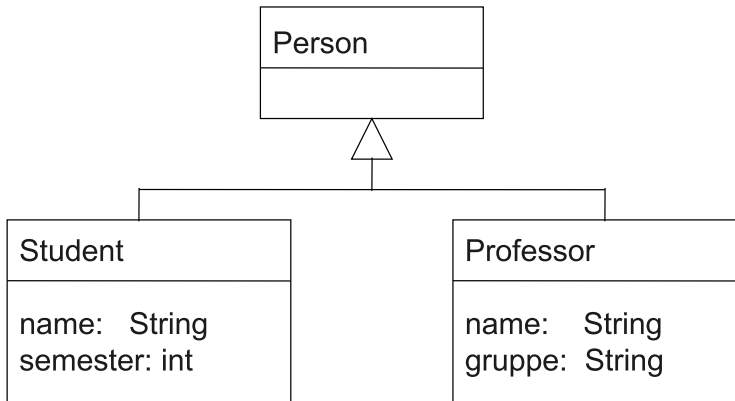 Person
Student
name: String
semester: int
Professor
name: String
gruppe: String